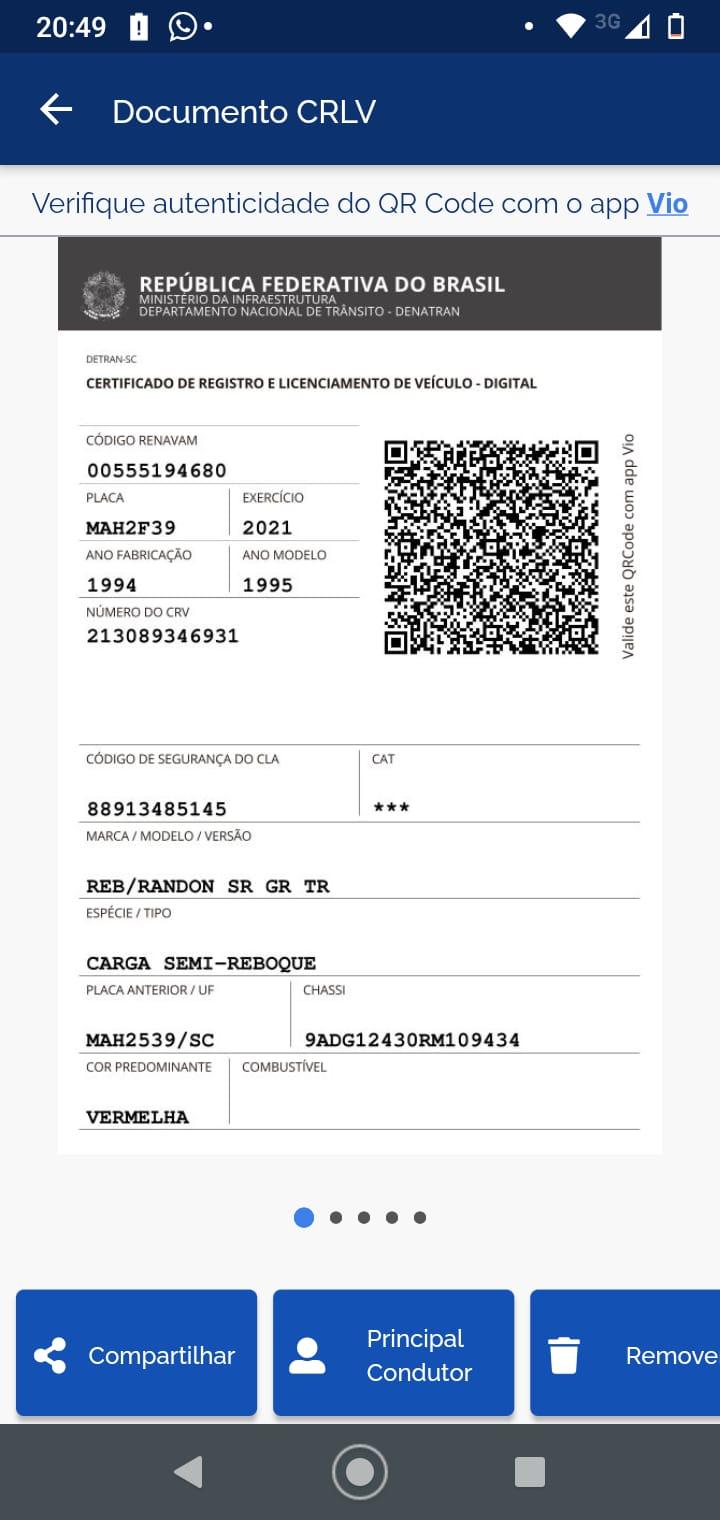 20:49
3G
Documento CRLV
Verifique autenticidade do QR Code com o app Vio
REPÚBLICA FEDERATIVA DO BRASIL
MINISTÉRIO DA INFRAESTRUTURA
DEPARTAMENTO NACIONAL DE TRÂNSITO - DENATRAN
DETRAN-SC
CERTIFICADO DE REGISTRO E LICENCIAMENTO DE VEÍCULO - DIGITAL
CÓDIGO RENAVAM
00555194680
PLACA EXERCÍCIO
MAH2F39 2021
ANO FABRICAÇÃO ANO MODELO
1994 1995
NÚMERO DO CRV
213089346931
Valide este QRCode com app Vio
CÓDIGO DE SEGURANÇA DO CLA CAT
88913485145 ***
MARCA / MODELO / VERSÃO
REB/RANDON SR GR TR
ESPÉCIE / TIPO
CARGA SEMI-REBOQUE
PLACA ANTERIOR / UF CHASSI
MAH2539/SC 9ADG12430RM109434
COR PREDOMINANTE COMBUSTÍVEL
VERMELHA
Compartilhar
Principal
Condutor
Remove